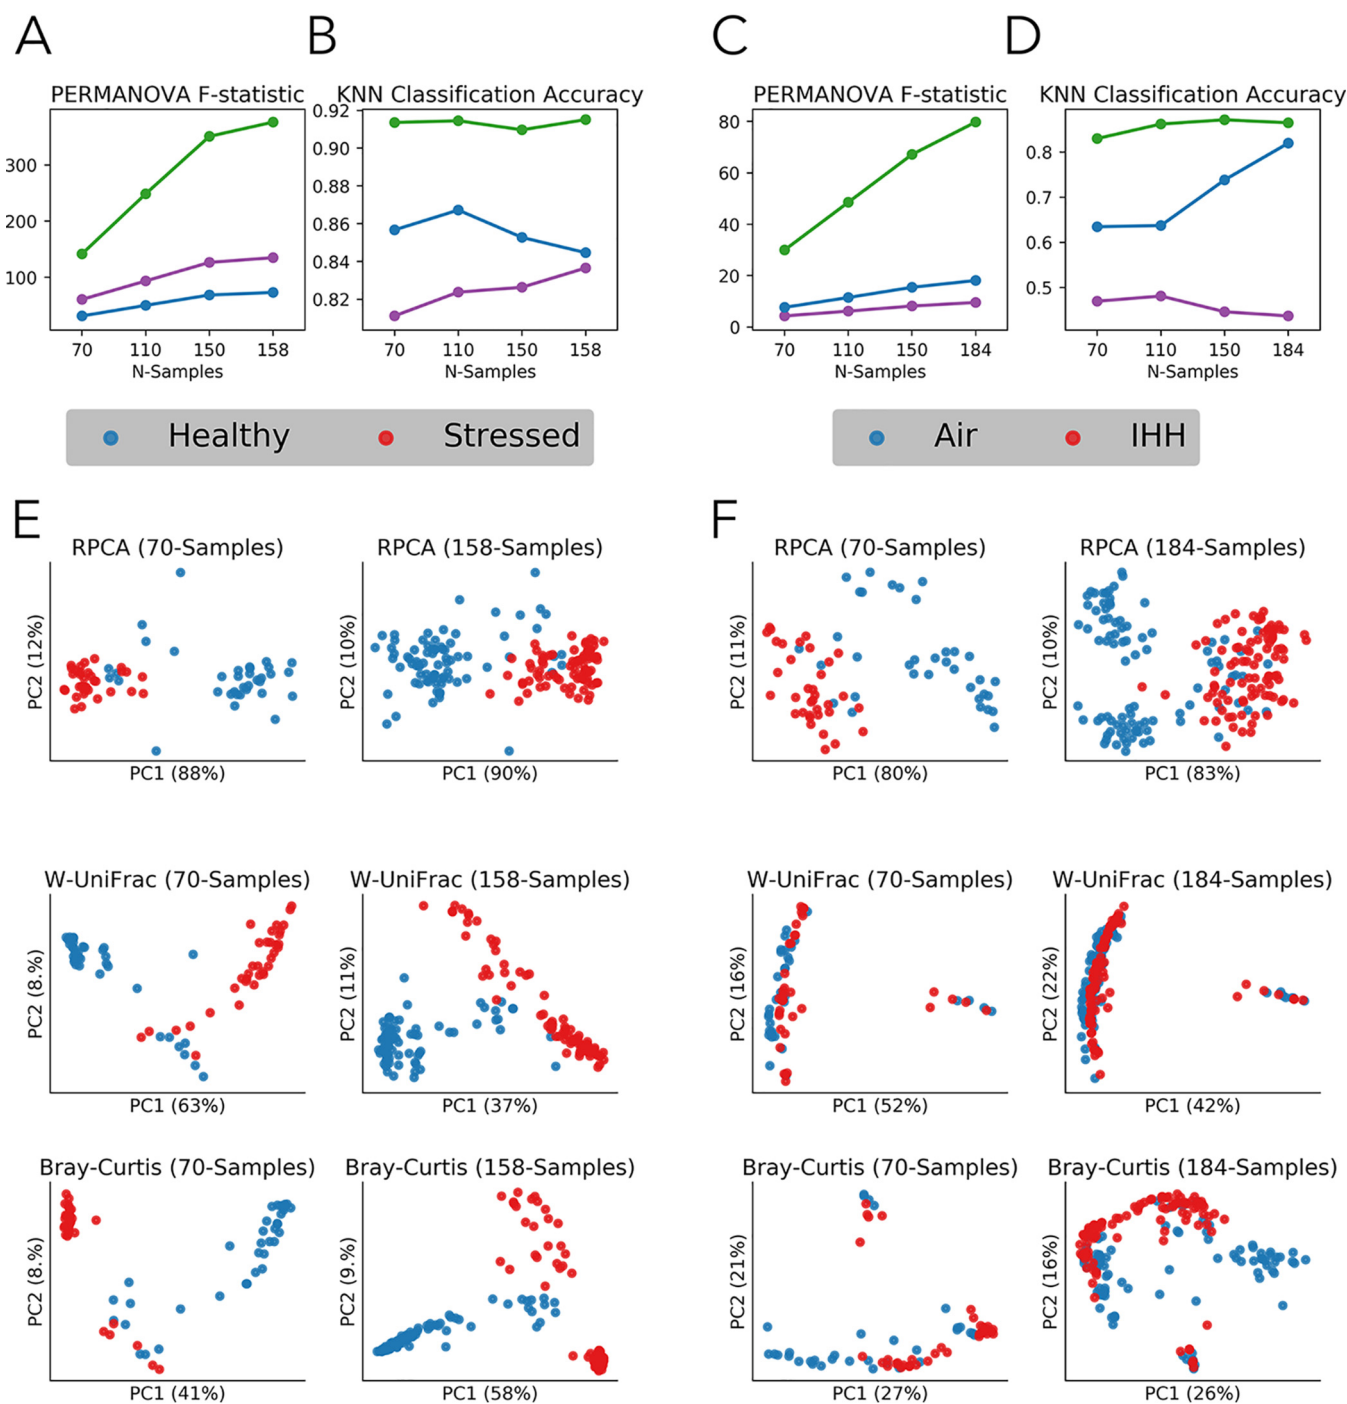 A B C D
PERMANOVA F-statistic KNN Classification Accuracy PERMANOVA F-statistic KNN Classification Accuracy
300
200
100
70 110 150 158
N-Samples
0.92
0.90
0.88
0.86
0.84
0.82
70 110 150 158
N-Samples
80
60
40
20
0
70 110 150 184
N-Samples
0.8
0.7
0.6
0.5
70 110 150 184
N-Samples
Healthy Stressed
Air IHH
E F
RPCA (70-Samples)
PC2 (12%)
PC1 (88%)
RPCA (158-Samples)
PC2 (10%)
PC1 (90%)
RPCA (70-Samples)
PC2 (11%)
PC1 (80%)
RPCA (184-Samples)
PC2 (10%)
PC1 (83%)
W-UniFrac (70-Samples)
PC2 (8.%)
PC1 (63%)
W-UniFrac (158-Samples)
PC2 (11%)
PC1 (37%)
W-UniFrac (70-Samples)
PC2 (16%)
PC1 (52%)
W-UniFrac (184-Samples)
PC2 (22%)
PC1 (42%)
Bray-Curtis (70-Samples)
PC2 (8.%)
PC1 (41%)
Bray-Curtis (158-Samples)
PC2 (9.%)
PC1 (58%)
Bray-Curtis (70-Samples)
PC2 (21%)
PC1 (27%)
Bray-Curtis (184-Samples)
PC2 (16%)
PC1 (26%)